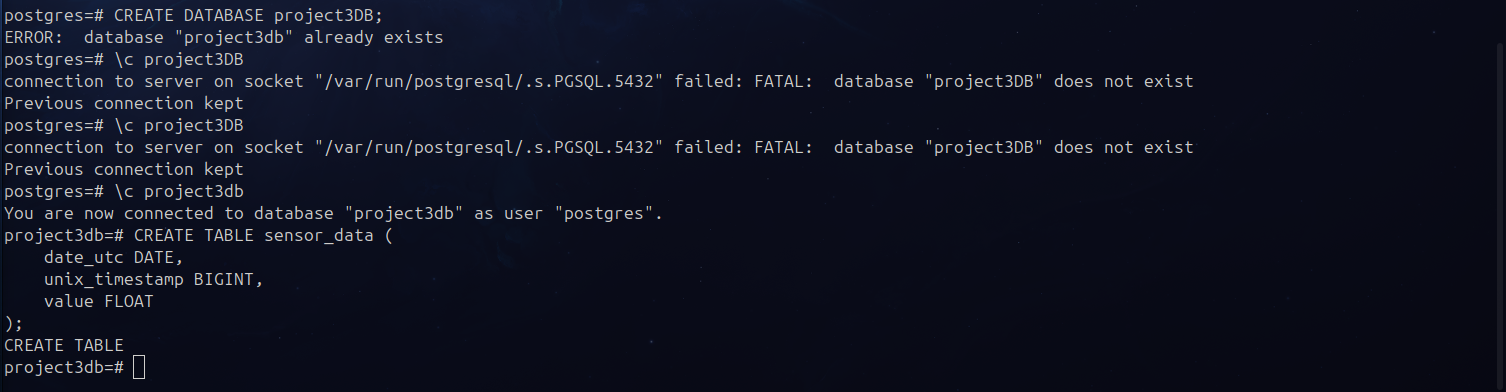 postgres=# CREATE DATABASE project3DB;
ERROR:  database "project3db" already exists
postgres=# \c project3DB
connection to server on socket "/var/run/postgresql/.s.PGSQL.5432" failed: FATAL:  database "project3DB" does not exist
Previous connection kept
postgres=# \c project3DB
connection to server on socket "/var/run/postgresql/.s.PGSQL.5432" failed: FATAL:  database "project3DB" does not exist
Previous connection kept
postgres=# \c project3db
You are now connected to database "project3db" as user "postgres".
project3db=# CREATE TABLE sensor_data (
    date_utc DATE,
    unix_timestamp BIGINT,
    value FLOAT
);
CREATE TABLE
project3db=#